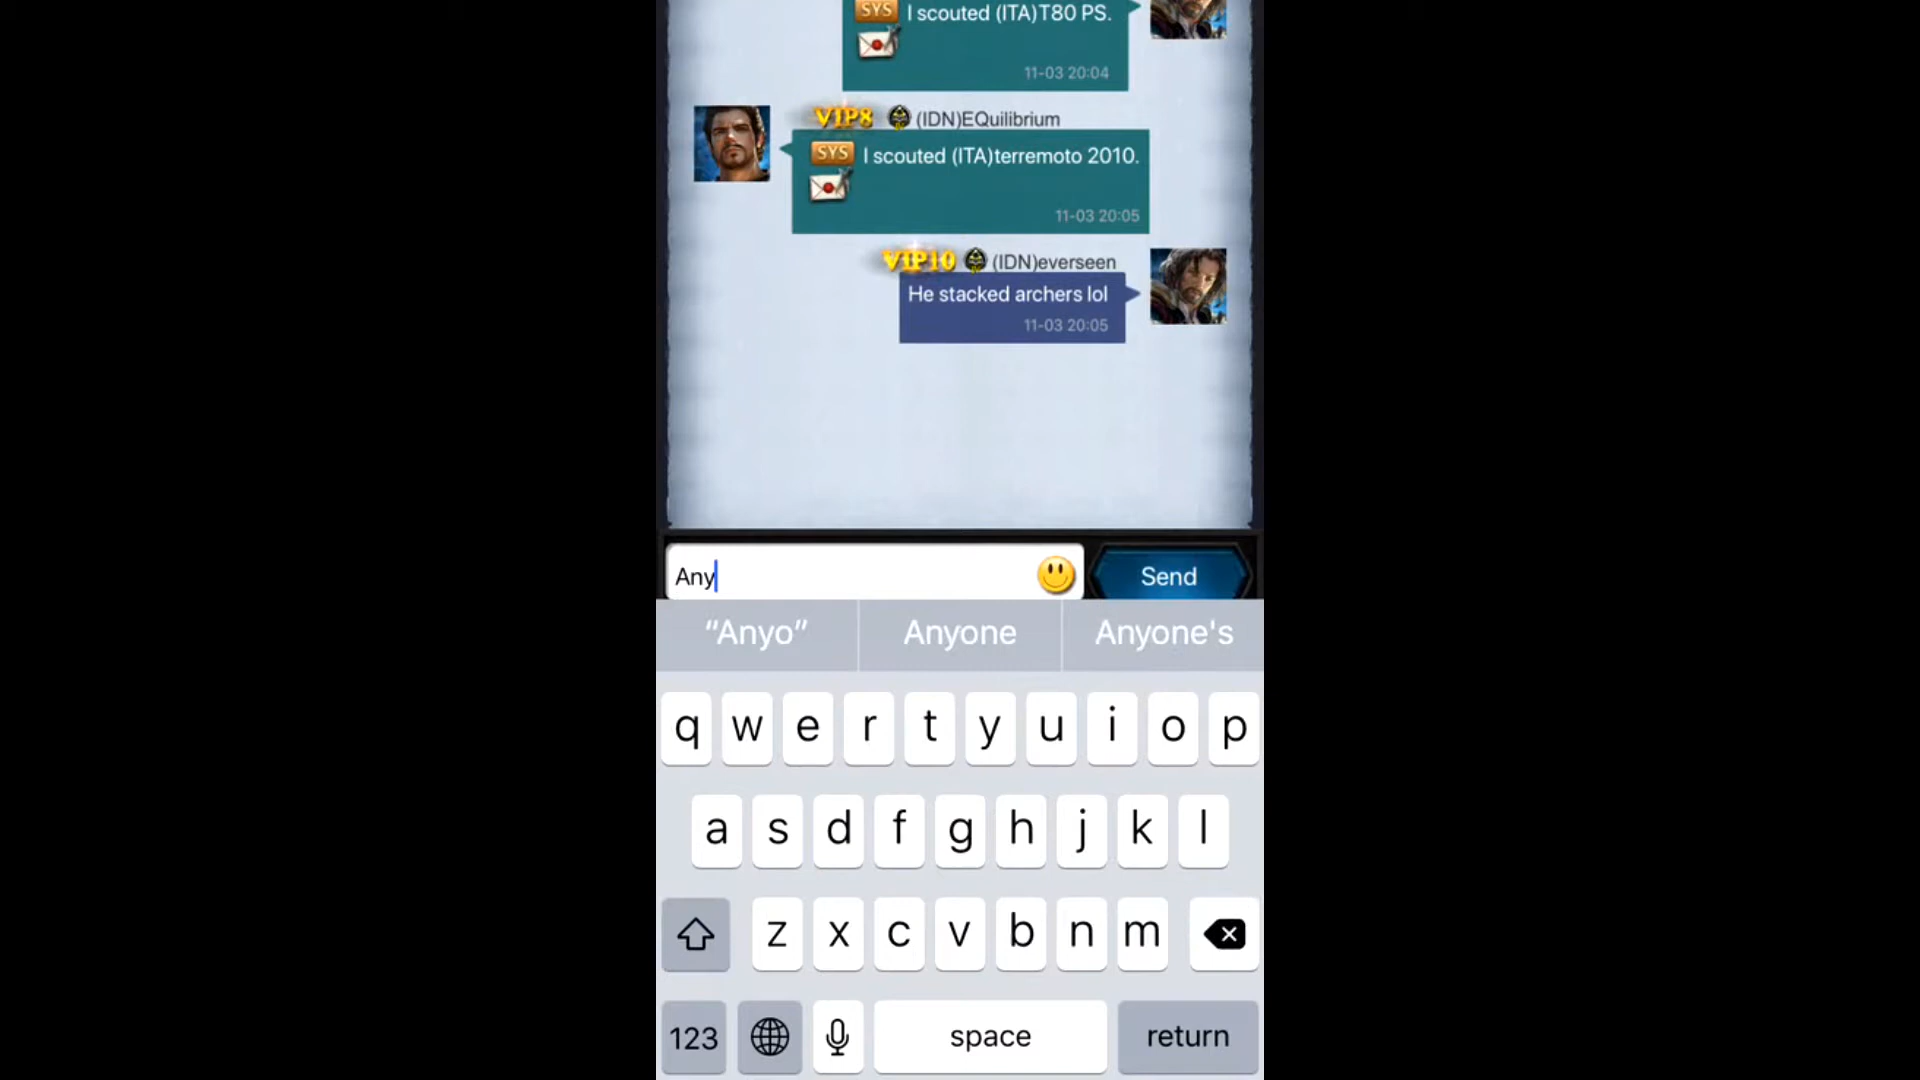 SYS I scouted (ITA)T80 PS.
11-03 20:04
VIP8 (IDN)EQuilibrium
SYS I scouted (ITA)terremoto 2010.
11-03 20:05
VIP10 (IDN)everseen
He stacked archers lol
11-03 20:05
Any Send
“Anyo” Anyone Anyone's
q w e r t y u i o p
a s d f g h j k l
z x c v b n m
123 space return